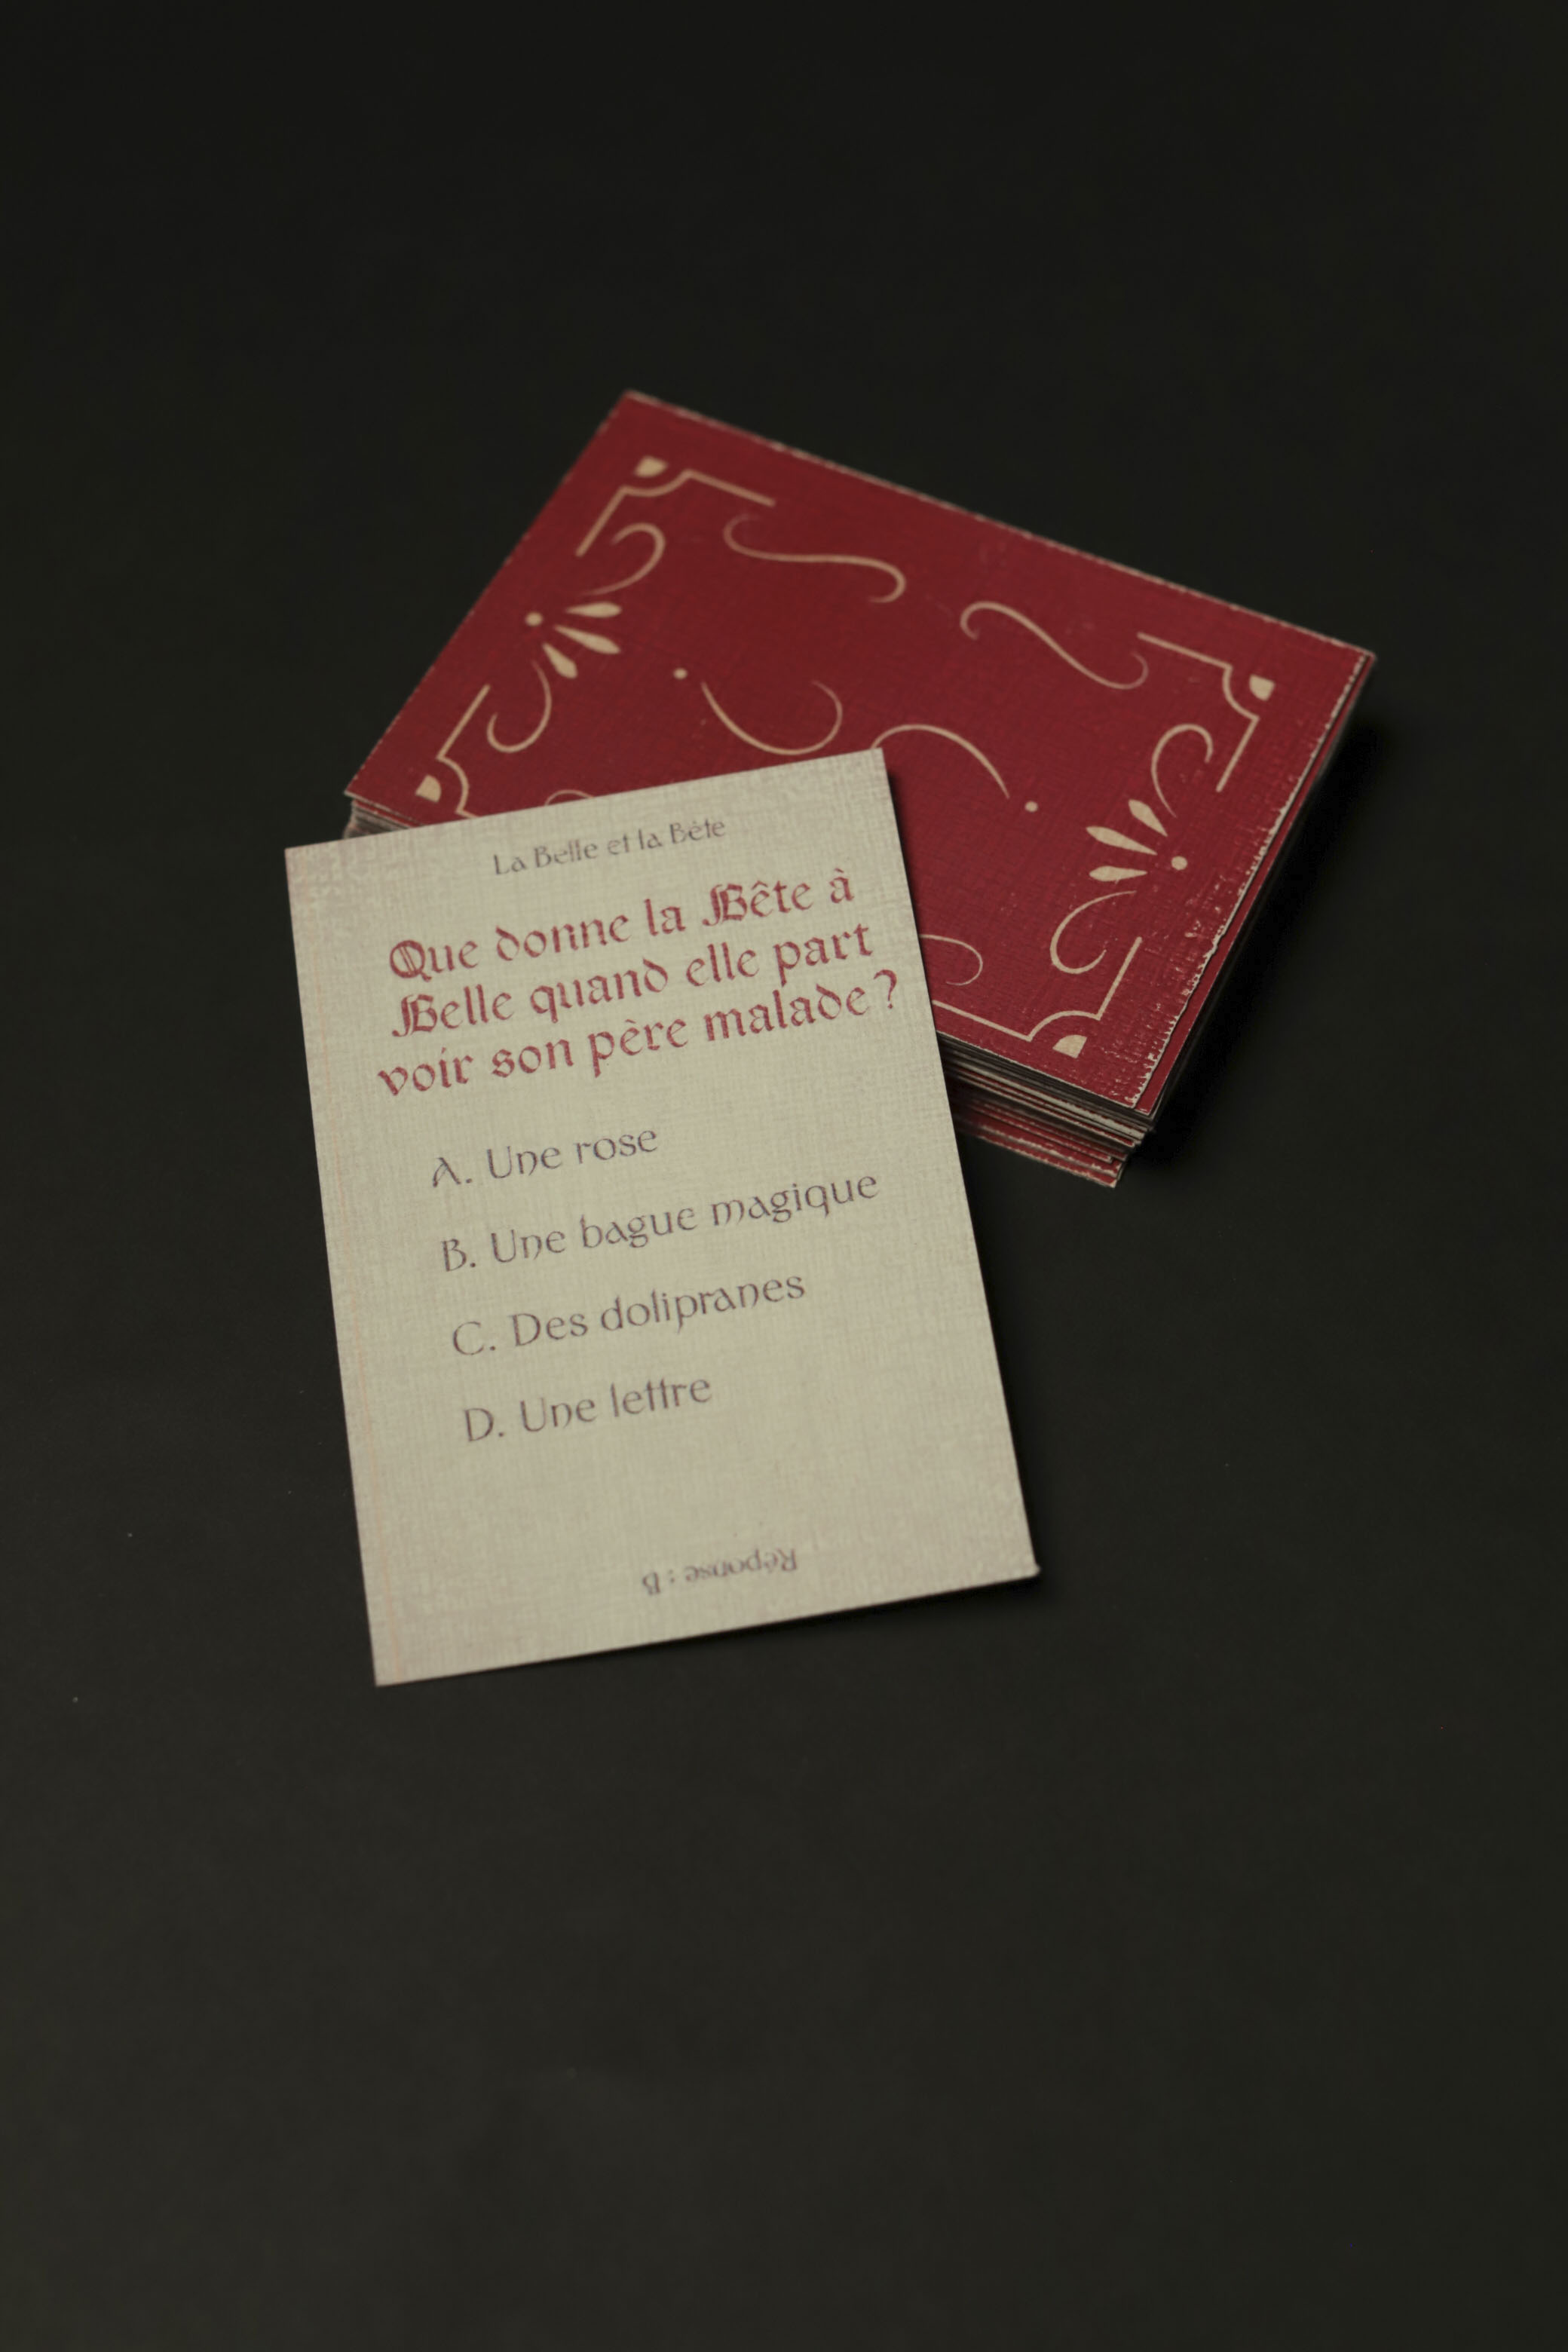 La Belle et la Bête
Que donne la Bête à
Belle quand elle part
voir son père malade ?
A. Une rose
B. Une bague magique
C. Des dolipranes
D. Une lettre
Réponse : B